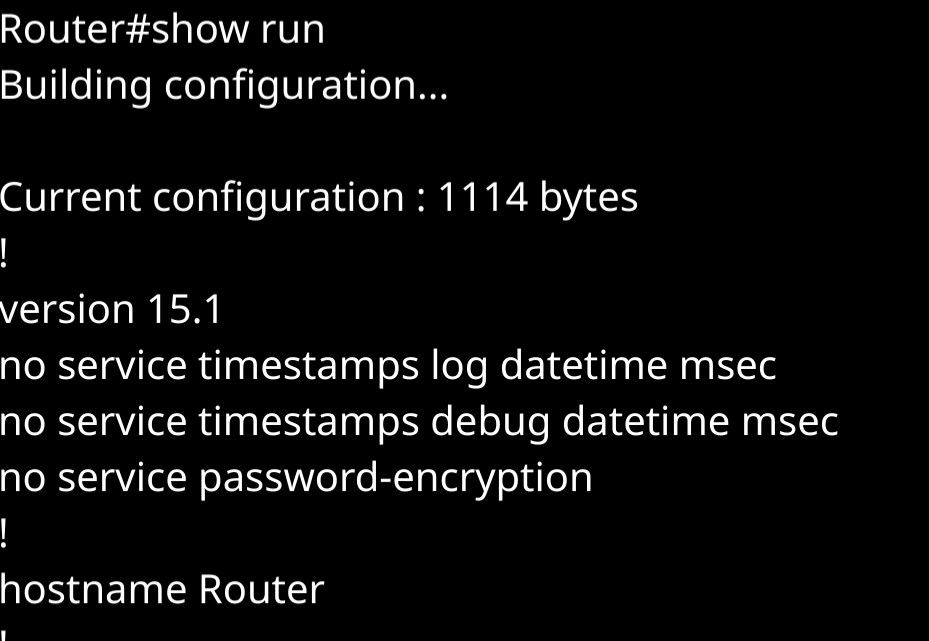 Router#show run
Building configuration...
Current configuration : 1114 bytes
!
version 15.1
no service timestamps log datetime msec
no service timestamps debug datetime msec
no service password-encryption
!
hostname Router
!